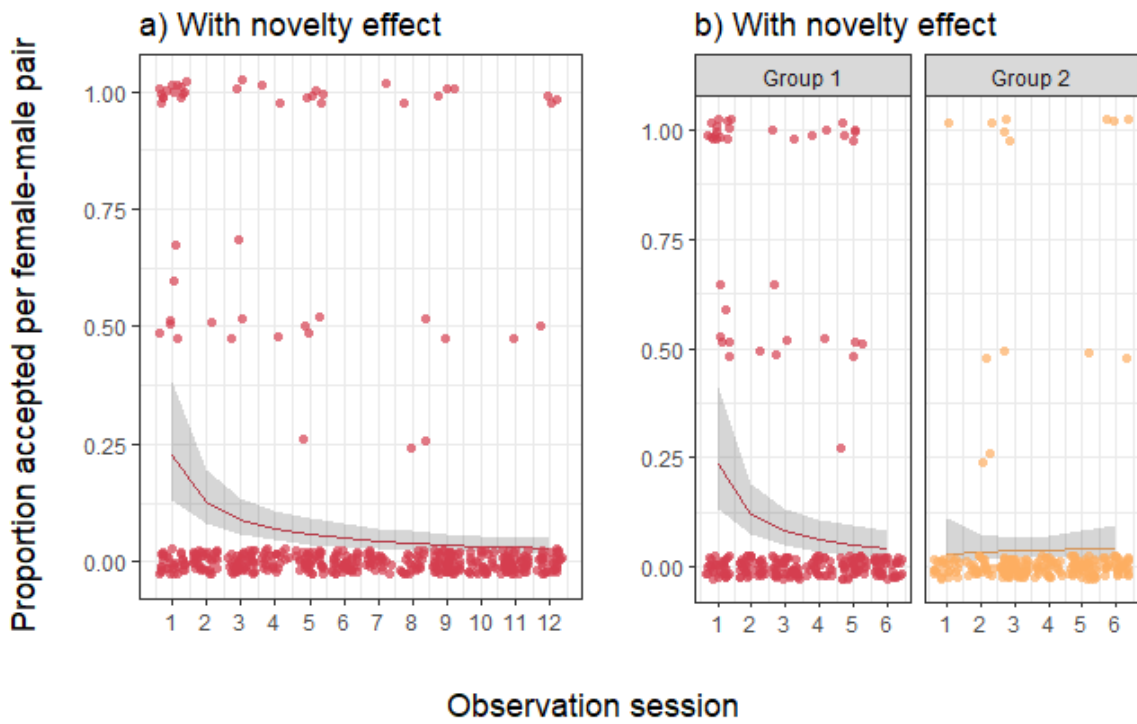 a) With novelty effect
b) With novelty effect
Group 1
Group 2
Proportion accepted per female-male pair
1.00
0.75
0.50
0.25
0.00
1 2 3 4 5 6 7 8 9 10 11 12
1.00
0.75
0.50
0.25
0.00
1 2 3 4 5 6
1 2 3 4 5 6
Observation session